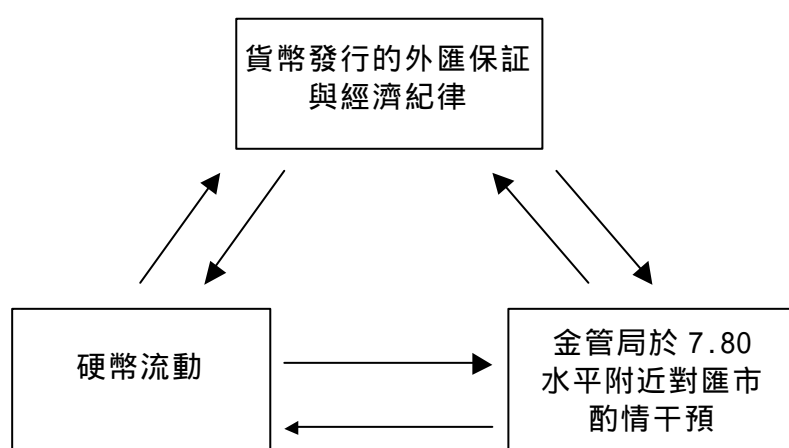 貨幣發行的外匯保証
與經濟紀律
硬幣流動
金管局於 7.80
水平附近對匯市
酌情干預